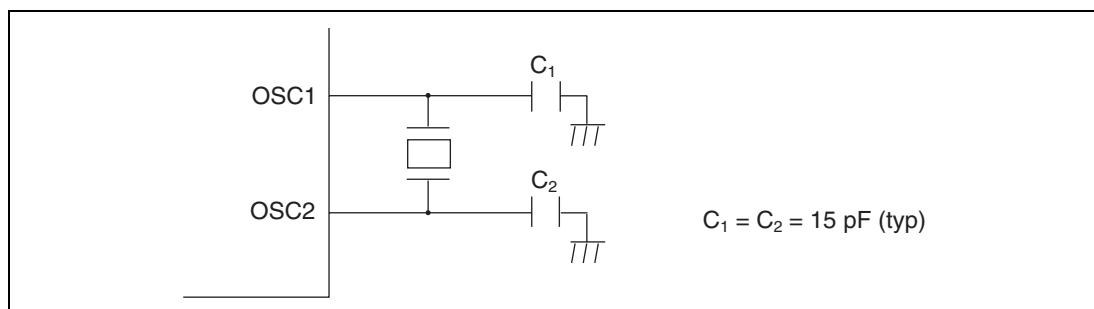 C₁
OSC1
C₂
OSC2
C₁ = C₂ = 15 pF (typ)